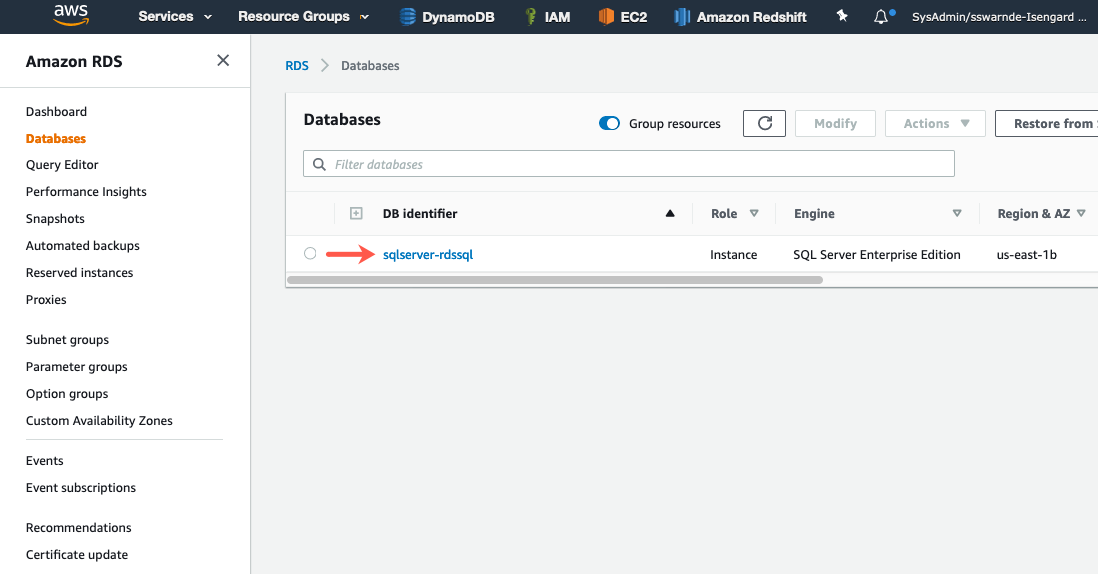 aws Services Resource Groups DynamoDB IAM EC2 Amazon Redshift SysAdmin/sswarnde-Isengard ...
Amazon RDS
Dashboard
Databases
Query Editor
Performance Insights
Snapshots
Automated backups
Reserved instances
Proxies
Subnet groups
Parameter groups
Option groups
Custom Availability Zones
Events
Event subscriptions
Recommendations
Certificate update
RDS Databases
Databases Group resources Modify Actions Restore from
Filter databases
DB identifier Role Engine Region & AZ
sqlserver-rdssql Instance SQL Server Enterprise Edition us-east-1b